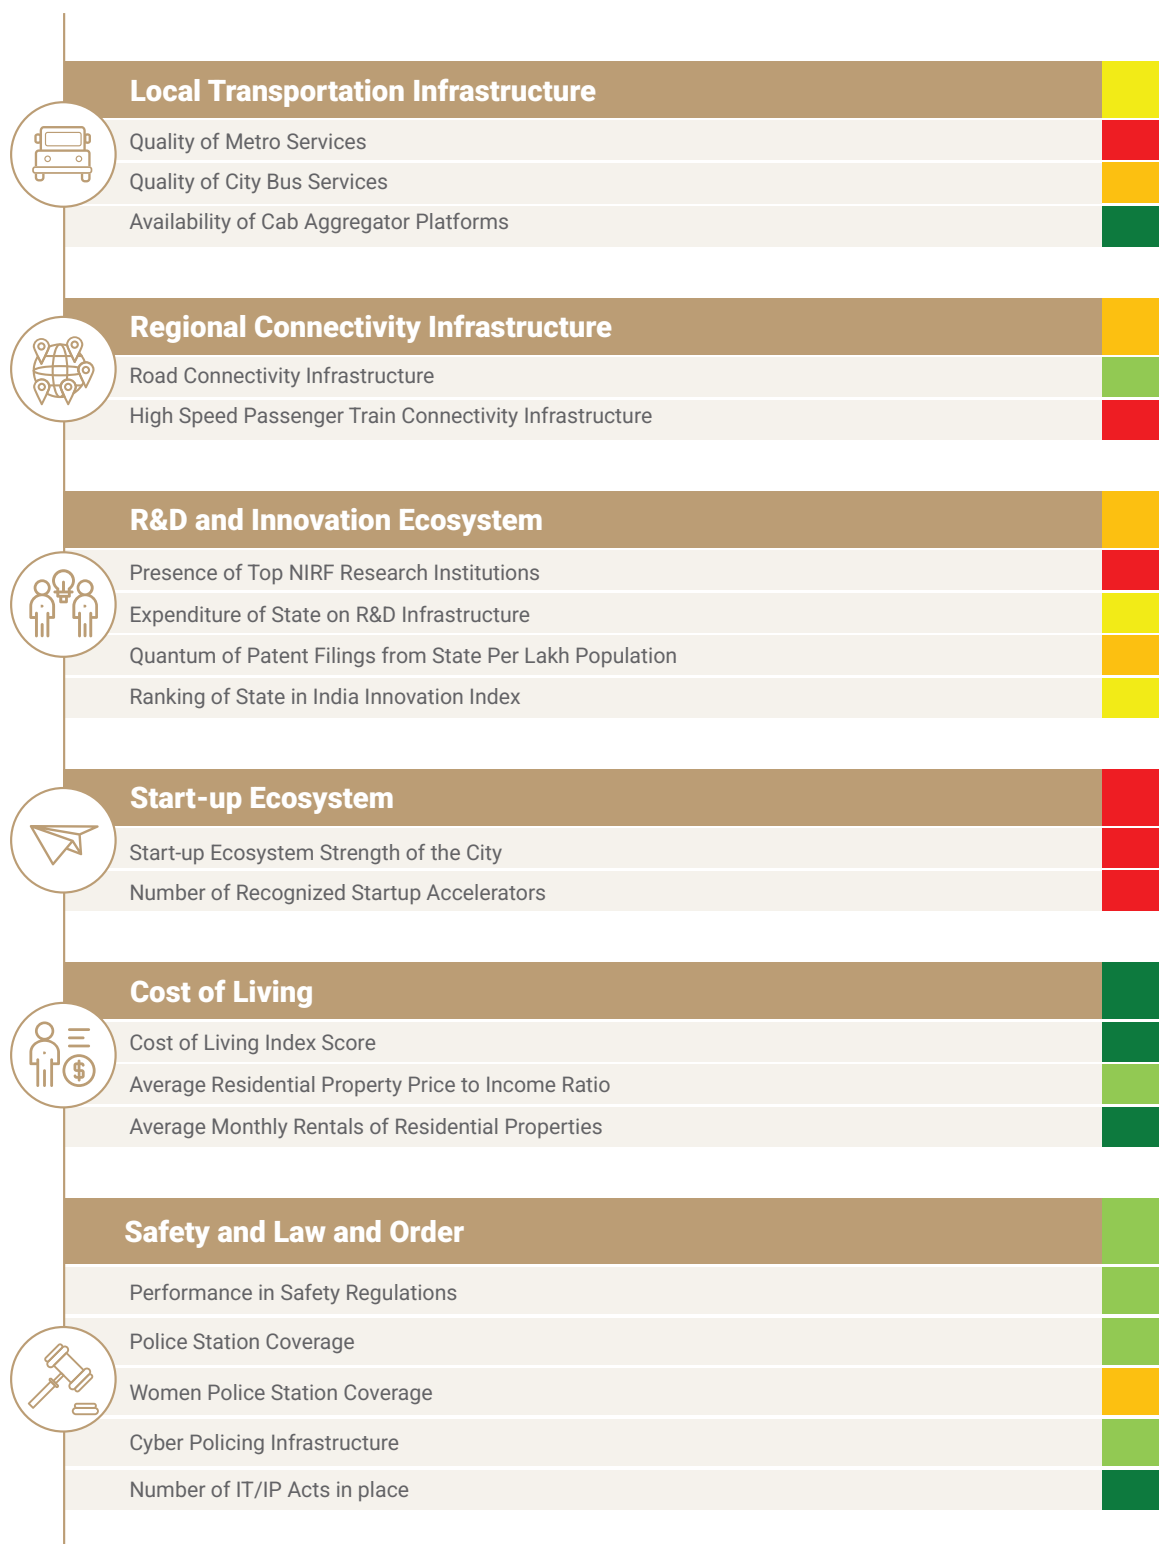 Local Transportation Infrastructure
Quality of Metro Services
Quality of City Bus Services
Availability of Cab Aggregator Platforms
Regional Connectivity Infrastructure
Road Connectivity Infrastructure
High Speed Passenger Train Connectivity Infrastructure
R&D and Innovation Ecosystem
Presence of Top NIRF Research Institutions
Expenditure of State on R&D Infrastructure
Quantum of Patent Filings from State Per Lakh Population
Ranking of State in India Innovation Index
Start-up Ecosystem
Start-up Ecosystem Strength of the City
Number of Recognized Startup Accelerators
Cost of Living
Cost of Living Index Score
Average Residential Property Price to Income Ratio
Average Monthly Rentals of Residential Properties
$
Safety and Law and Order
Performance in Safety Regulations
Police Station Coverage
Women Police Station Coverage
Cyber Policing Infrastructure
Number of IT/IP Acts in place